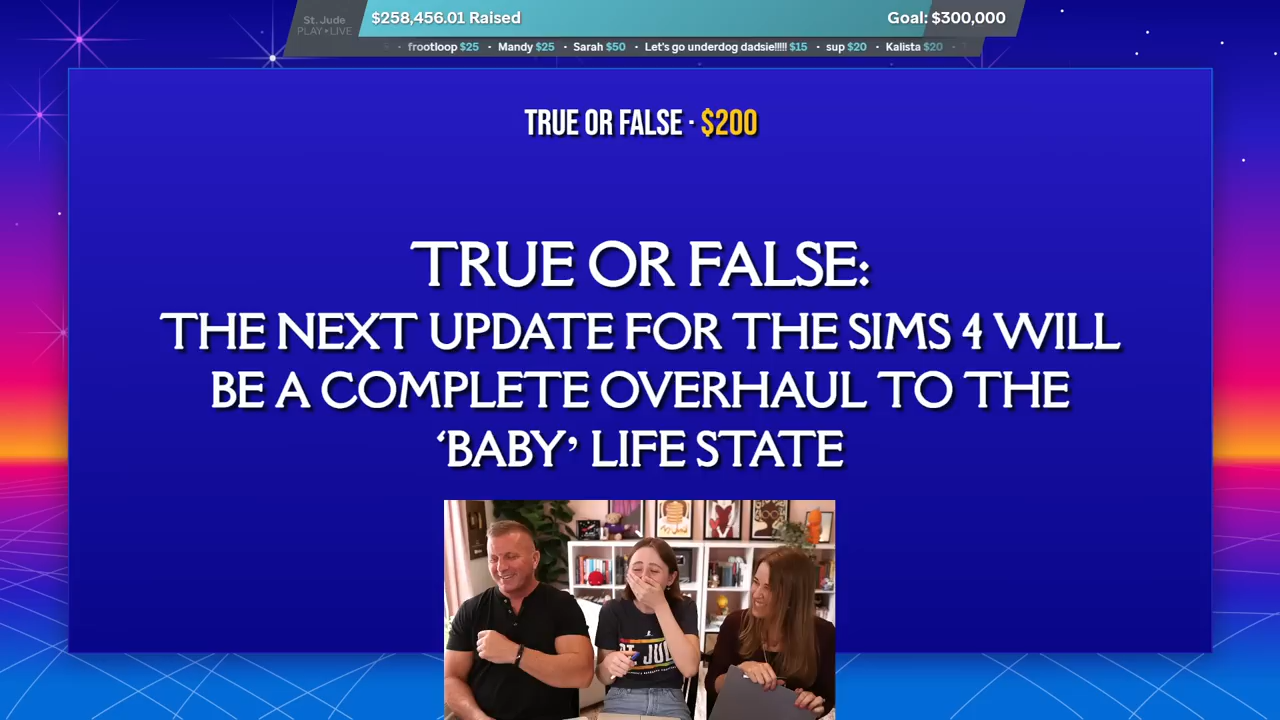 St. Jude
PLAY LIVE
$258,456.01 Raised
Goal: $300,000
· frootloop $25 · Mandy $25 · Sarah $50 · Let's go underdog dadsie!!!!! $15 · sup $20 · Kalista $20 ·
TRUE OR FALSE · $200
TRUE OR FALSE:
THE NEXT UPDATE FOR THE SIMS 4 WILL
BE A COMPLETE OVERHAUL TO THE
‘BABY’ LIFE STATE
ST. JUDE